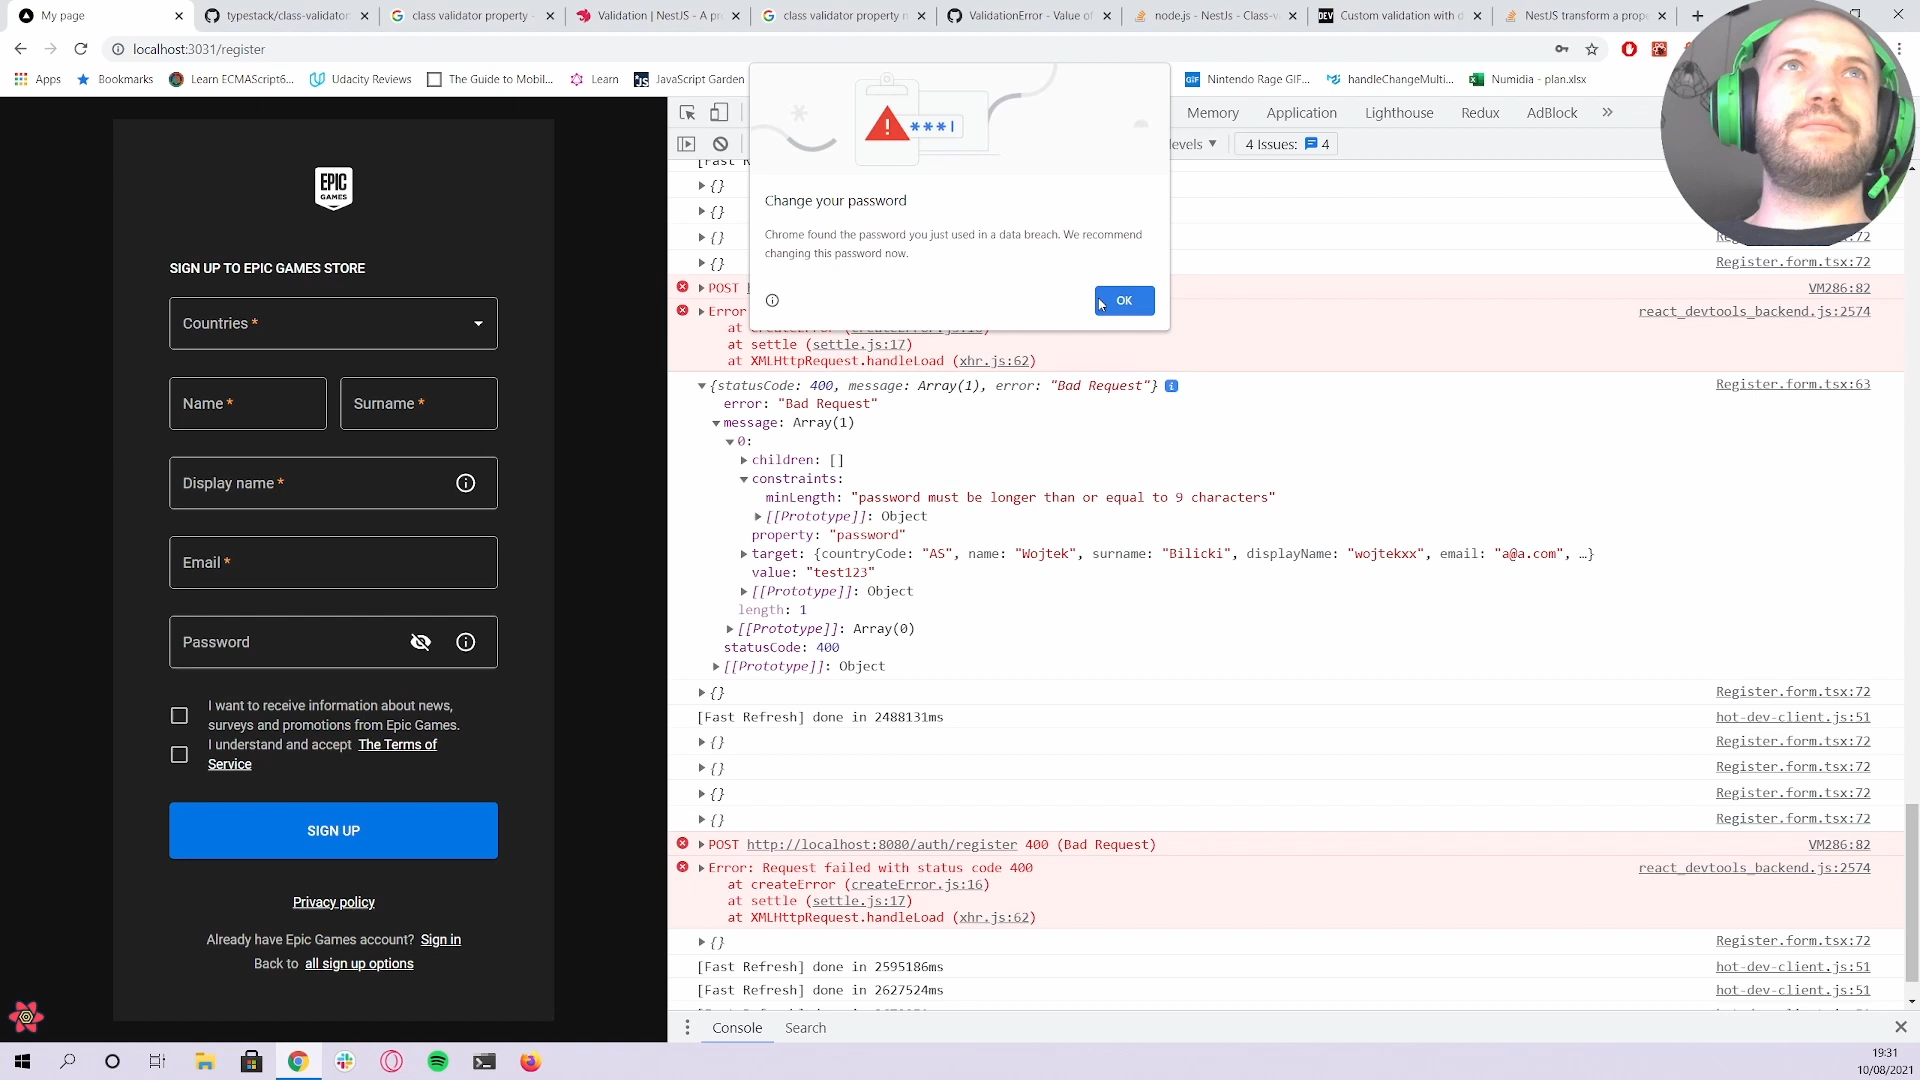 My page
typestack/class-validator:
class validator property -
Validation | NestJS - A pr
class validator property n
ValidationError - Value of
node.js - NestJs - Class-v
Custom validation with d
NestJS transform a prope
localhost:3031/register
Apps
Bookmarks
Learn ECMAScript6...
Udacity Reviews
The Guide to Mobil...
Learn
JavaScript Garden
Nintendo Rage GIF...
handleChangeMulti...
Numidia - plan.xlsx
EPIC
GAMES
SIGN UP TO EPIC GAMES STORE
Countries *
Name *
Surname *
Display name *
Email *
Password
I want to receive information about news,
surveys and promotions from Epic Games.
I understand and accept The Terms of
Service
SIGN UP
Privacy policy
Already have Epic Games account? Sign in
Back to all sign up options
Change your password
Chrome found the password you just used in a data breach. We recommend
changing this password now.
OK
Memory
Application
Lighthouse
Redux
AdBlock
»
levels
4 Issues: 4
{}
{}
{}
{}
Register.form.tsx:72
POST
VM286:82
Error
react_devtools_backend.js:2574
at createError (createError.js:16)
at settle (settle.js:17)
at XMLHttpRequest.handleLoad (xhr.js:62)
{statusCode: 400, message: Array(1), error: "Bad Request"}
Register.form.tsx:63
error: "Bad Request"
message: Array(1)
0:
children: []
constraints:
minLength: "password must be longer than or equal to 9 characters"
[[Prototype]]: Object
property: "password"
target: {countryCode: "AS", name: "Wojtek", surname: "Bilicki", displayName: "wojtekxx", email: "a@a.com", …}
value: "test123"
[[Prototype]]: Object
length: 1
[[Prototype]]: Array(0)
statusCode: 400
[[Prototype]]: Object
{}
Register.form.tsx:72
[Fast Refresh] done in 2488131ms
hot-dev-client.js:51
{}
Register.form.tsx:72
{}
Register.form.tsx:72
{}
Register.form.tsx:72
{}
Register.form.tsx:72
POST http://localhost:8080/auth/register 400 (Bad Request)
VM286:82
Error: Request failed with status code 400
react_devtools_backend.js:2574
at createError (createError.js:16)
at settle (settle.js:17)
at XMLHttpRequest.handleLoad (xhr.js:62)
{}
Register.form.tsx:72
[Fast Refresh] done in 2595186ms
hot-dev-client.js:51
[Fast Refresh] done in 2627524ms
hot-dev-client.js:51
Console
Search
19:31
10/08/2021